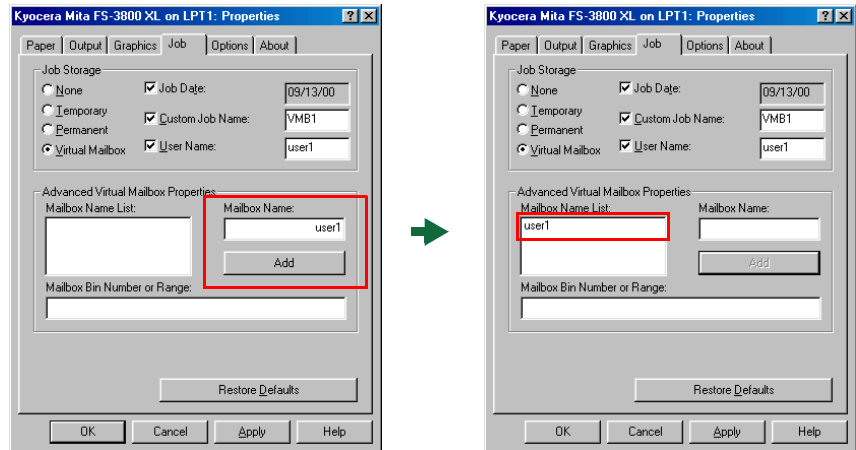 Kyocera Mita FS-3800 XL on LPT1: Properties
Paper Output Graphics Job Options About
Job Storage
None
Temporary
Permanent
Virtual Mailbox
Job Date: 09/13/00
Custom Job Name: VMB1
User Name: user1
Advanced Virtual Mailbox Properties
Mailbox Name List:
Mailbox Name:
user1
Add
Mailbox Bin Number or Range:
Restore Defaults
OK Cancel Apply Help
Kyocera Mita FS-3800 XL on LPT1: Properties
Paper Output Graphics Job Options About
Job Storage
None
Temporary
Permanent
Virtual Mailbox
Job Date: 09/13/00
Custom Job Name: VMB1
User Name: user1
Advanced Virtual Mailbox Properties
Mailbox Name List:
user1
Mailbox Name:
Add
Mailbox Bin Number or Range:
Restore Defaults
OK Cancel Apply Help